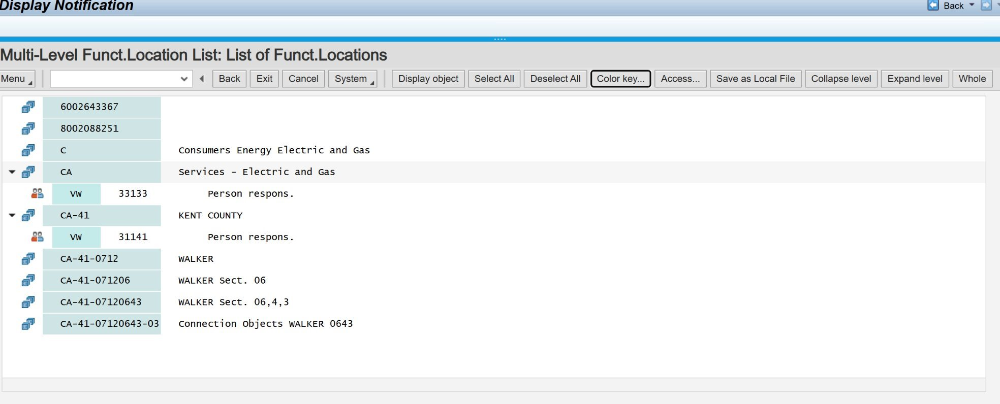 Display Notification
Back
Multi-Level Funct.Location List: List of Funct.Locations
Menu Back Exit Cancel System Display object Select All Deselect All Color key... Access... Save as Local File Collapse level Expand level Whole
6002643367
8002088251
C Consumers Energy Electric and Gas
CA Services - Electric and Gas
VW 33133 Person respons.
CA-41 KENT COUNTY
VW 31141 Person respons.
CA-41-0712 WALKER
CA-41-071206 WALKER Sect. 06
CA-41-07120643 WALKER Sect. 06,4,3
CA-41-07120643-03 Connection Objects WALKER 0643